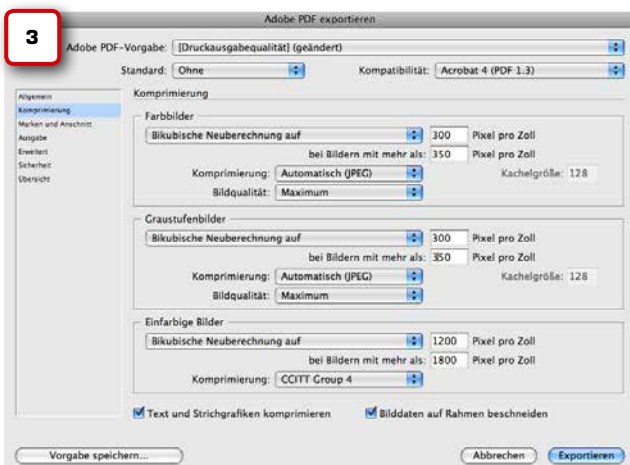 Adobe PDF exportieren
3
Adobe PDF-Vorgabe: [Druckausgabequalität] (geändert)
Standard: Ohne Kompatibilität: Acrobat 4 (PDF 1.3)
Allgemein
Komprimierung
Marken und Anschnitt
Ausgabe
Erweitert
Sicherheit
Übersicht
Komprimierung
Farbbilder
Bikubische Neuberechnung auf 300 Pixel pro Zoll
bei Bildern mit mehr als: 350 Pixel pro Zoll
Komprimierung: Automatisch (JPEG) Kachelgröße: 128
Bildqualität: Maximum
Graustufenbilder
Bikubische Neuberechnung auf 300 Pixel pro Zoll
bei Bildern mit mehr als: 350 Pixel pro Zoll
Komprimierung: Automatisch (JPEG) Kachelgröße: 128
Bildqualität: Maximum
Einfarbige Bilder
Bikubische Neuberechnung auf 1200 Pixel pro Zoll
bei Bildern mit mehr als: 1800 Pixel pro Zoll
Komprimierung: CCITT Group 4
Text und Strichgrafiken komprimieren Bilddaten auf Rahmen beschneiden
Vorgabe speichern... Abbrechen Exportieren